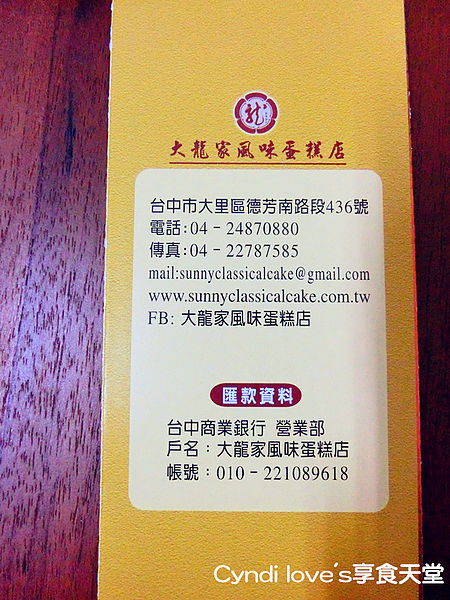 龍
大龍家風味蛋糕店
台中市大里區德芳南路段436號
電話:04-24870880
傳真:04-22787585
mail:sunnyclassicalcake@gmail.com
www.sunnyclassicalcake.com.tw
FB: 大龍家風味蛋糕店
匯款資料
台中商業銀行 營業部
戶名：大龍家風味蛋糕店
帳號：010-221089618
Cyndi love's享食天堂